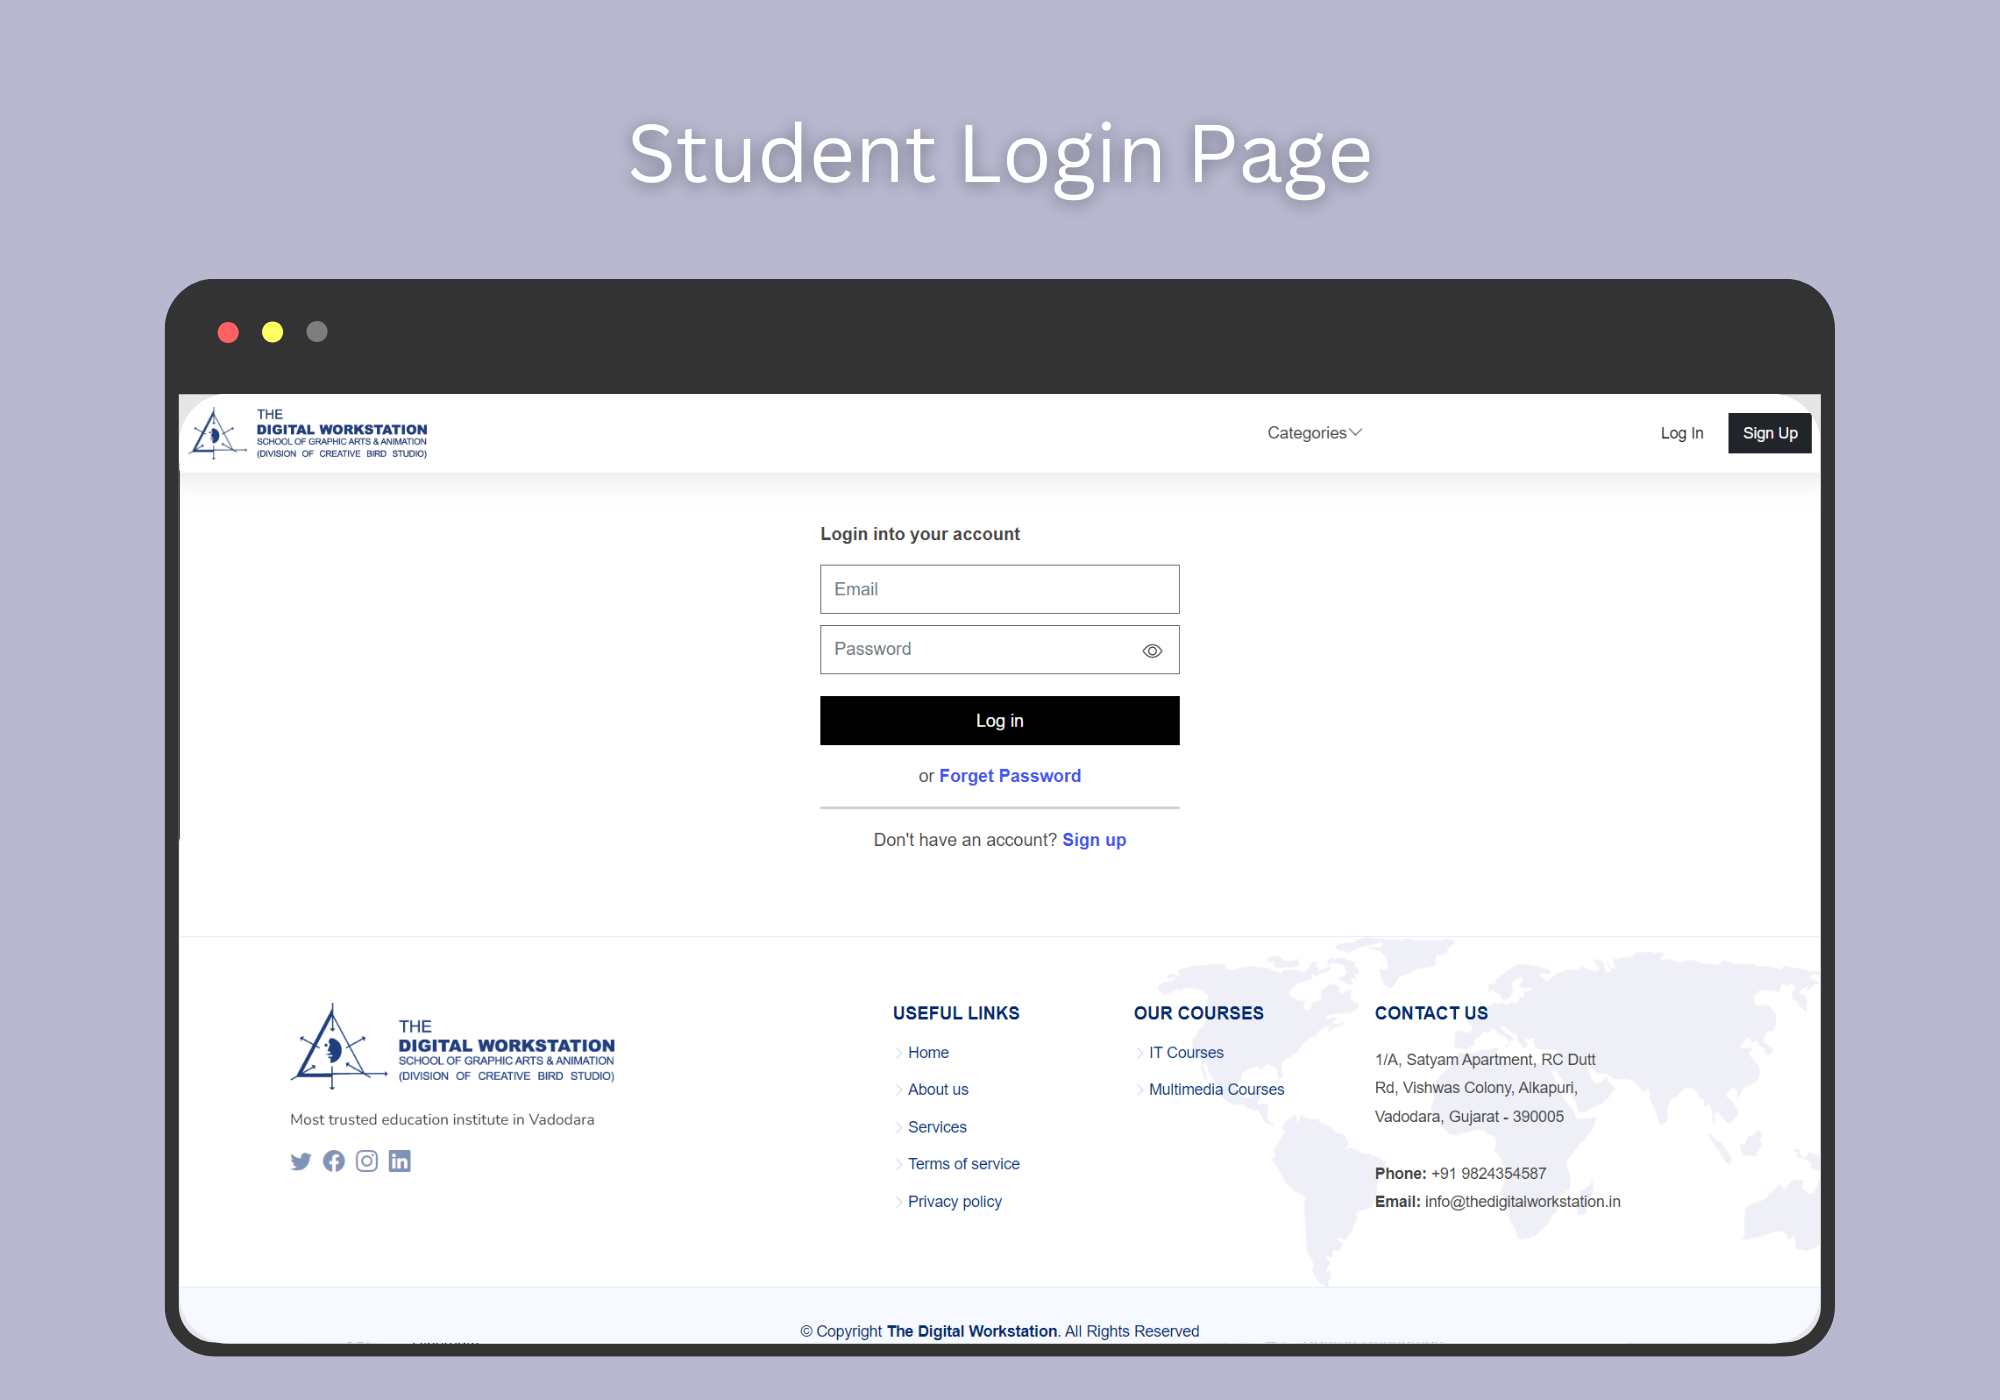 Student Login Page
THE
DIGITAL WORKSTATION
SCHOOL OF GRAPHIC ARTS & ANIMATION
(DIVISION OF CREATIVE BIRD STUDIO)
Categories
Log In
Sign Up
Login into your account
Email
Password
Log in
or Forget Password
Don't have an account? Sign up
THE
DIGITAL WORKSTATION
SCHOOL OF GRAPHIC ARTS & ANIMATION
(DIVISION OF CREATIVE BIRD STUDIO)
Most trusted education institute in Vadodara
USEFUL LINKS
Home
About us
Services
Terms of service
Privacy policy
OUR COURSES
IT Courses
Multimedia Courses
CONTACT US
1/A, Satyam Apartment, RC Dutt
Rd, Vishwas Colony, Alkapuri,
Vadodara, Gujarat - 390005
Phone: +91 9824354587
Email: info@thedigitalworkstation.in
© Copyright The Digital Workstation. All Rights Reserved